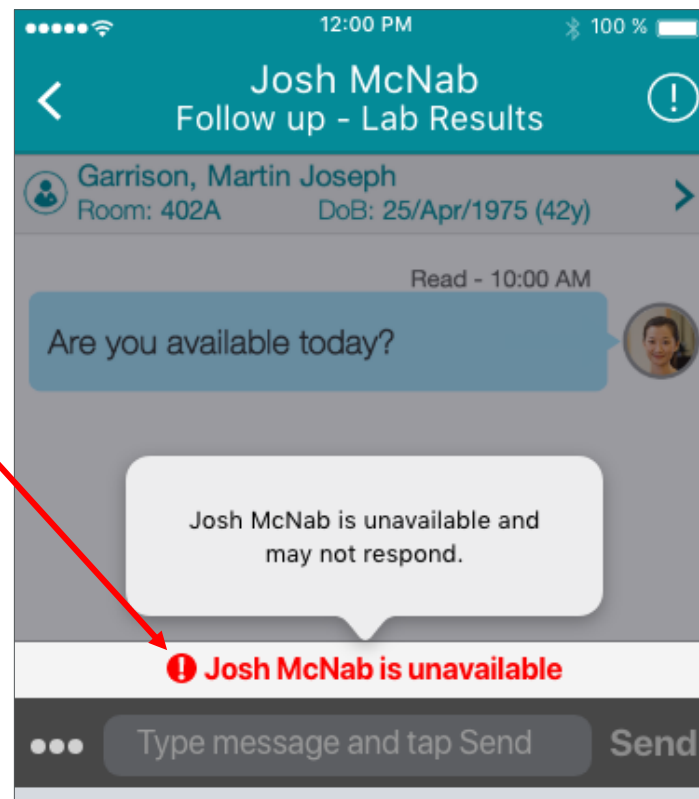 12:00 PM 100 %
Josh McNab
Follow up - Lab Results
Garrison, Martin Joseph
Room: 402A DoB: 25/Apr/1975 (42y)
Read - 10:00 AM
Are you available today?
Josh McNab is unavailable and
may not respond.
Josh McNab is unavailable
Type message and tap Send Send